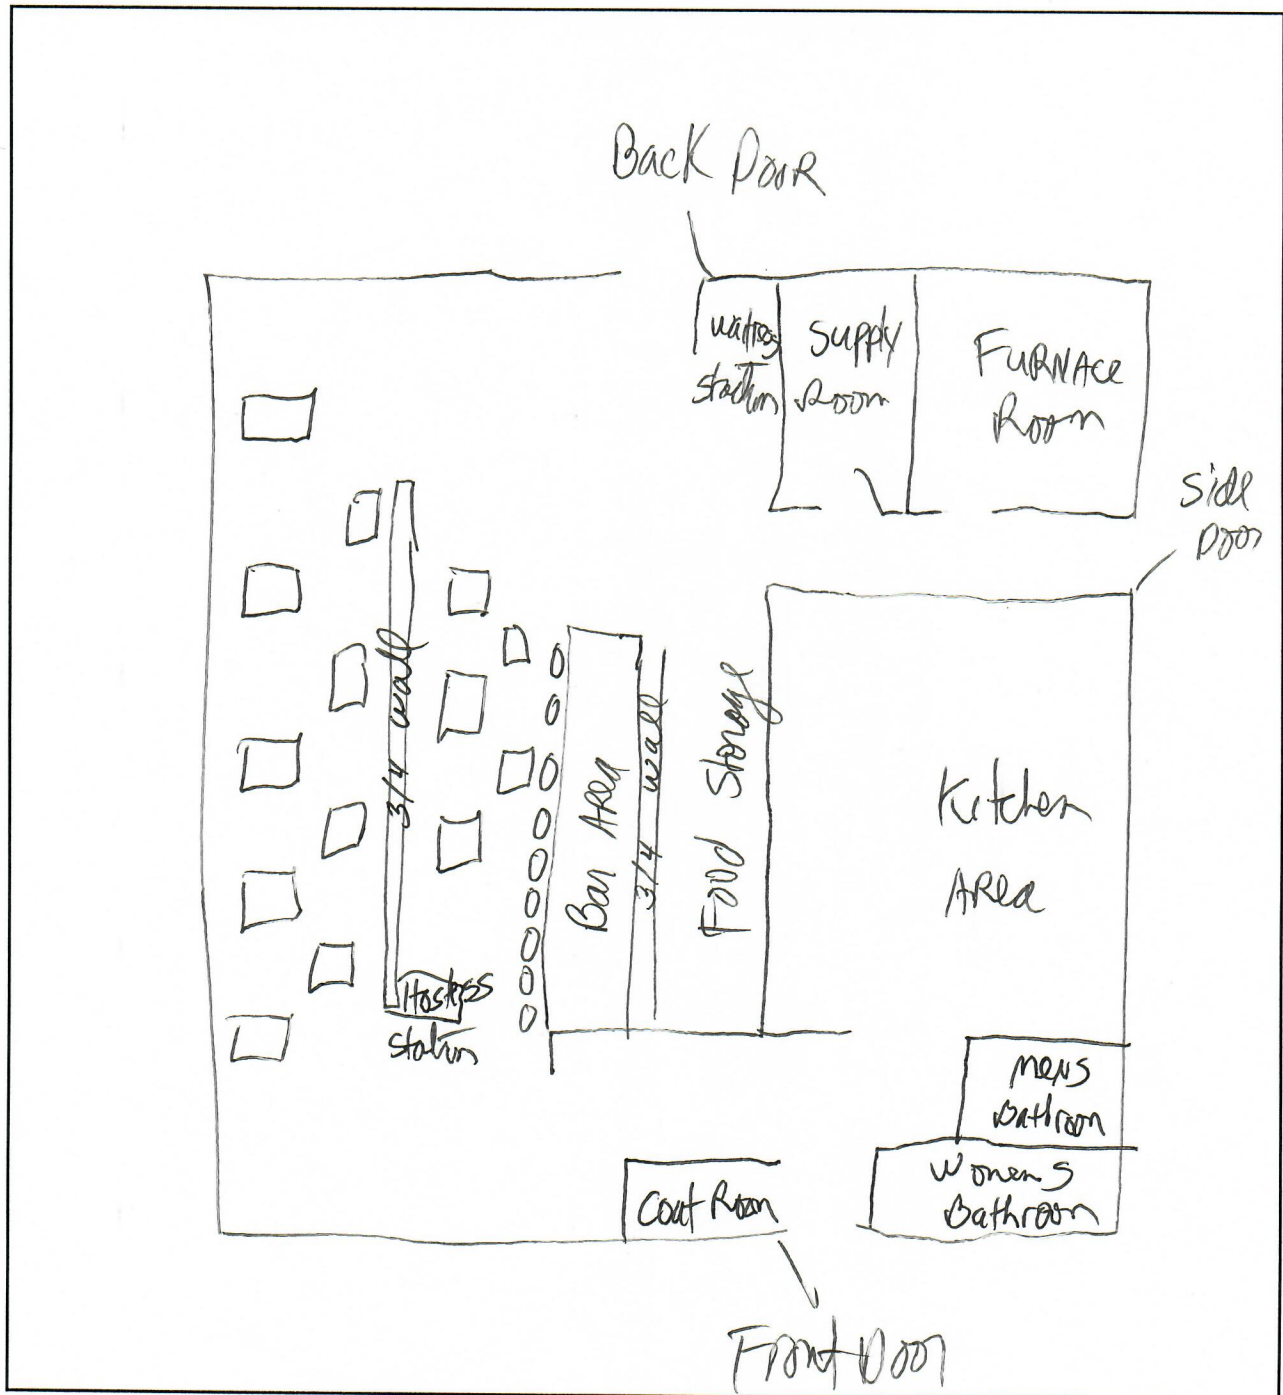 Back Door
waitress
station
Supply
Room
FURNACE
Room
Side
Door
3/4 wall
Bar Area
3/4 wall
Food Storage
Kitchen
Area
Hostess
station
Mens
Bathroom
Womens
Bathroom
Coat Room
Front Door